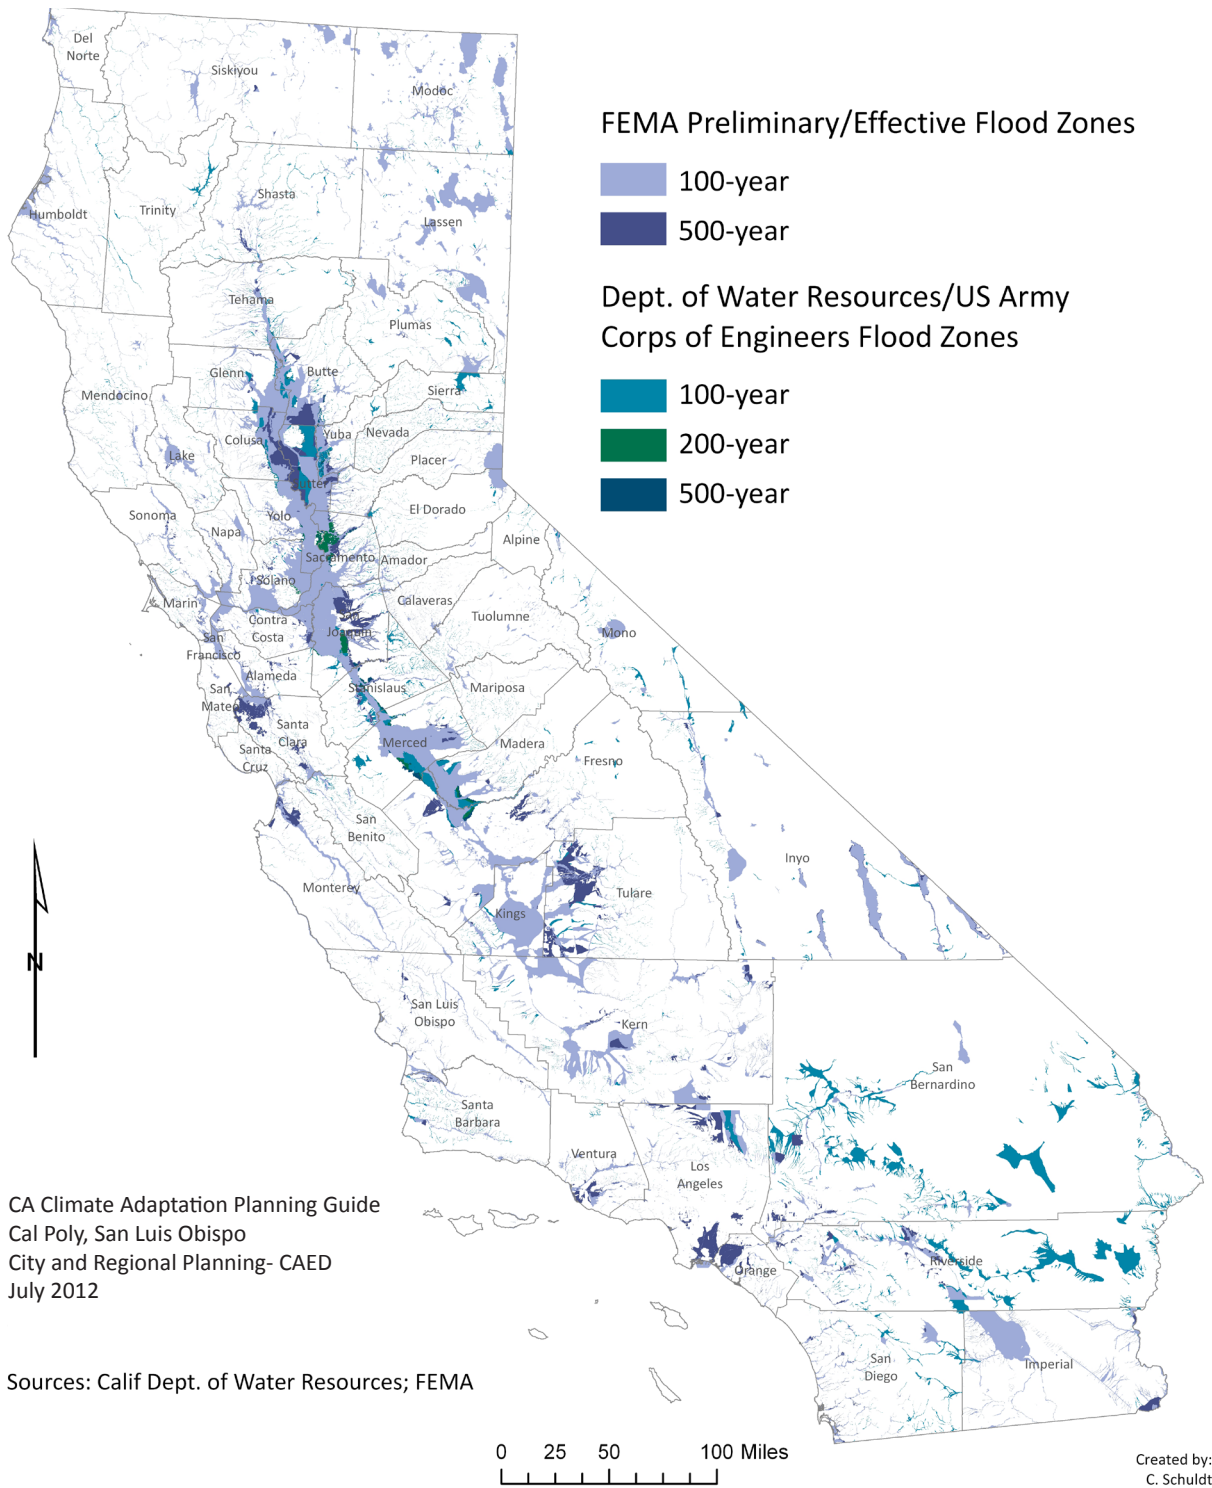 Del
Norte
Siskiyou
Modoc
FEMA Preliminary/Effective Flood Zones
100-year
500-year
Shasta
Trinity
Humboldt
Lassen
Dept. of Water Resources/US Army
Corps of Engineers Flood Zones
100-year
200-year
500-year
Tehama
Plumas
Glenn
Butte
Sierra
Mendocino
Colusa
Yuba
Nevada
Lake
Placer
Sutter
El Dorado
Sonoma
Yolo
Napa
Alpine
Sacramento
Amador
Solano
Marin
Calaveras
Contra
Costa
Tuolumne
San
Joaquin
Mono
San
Francisco
Alameda
Stanislaus
Mariposa
San
Mateo
Santa
Clara
Merced
Madera
Santa
Cruz
Fresno
San
Benito
Inyo
Monterey
Tulare
Kings
N
San Luis
Obispo
Kern
San
Bernardino
Santa
Barbara
Ventura
Los
Angeles
CA Climate Adaptation Planning Guide
Cal Poly, San Luis Obispo
City and Regional Planning- CAED
July 2012
Orange
Riverside
San
Diego
Imperial
Sources: Calif Dept. of Water Resources; FEMA
0 25 50 100 Miles
Created by:
C. Schuldt